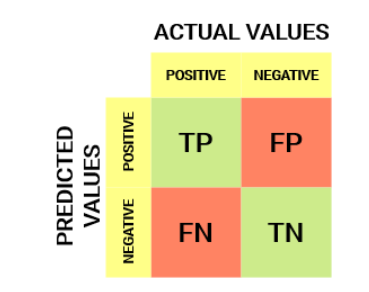 ACTUAL VALUES
POSITIVE NEGATIVE
PREDICTED
VALUES
POSITIVE
TP FP
NEGATIVE
FN TN